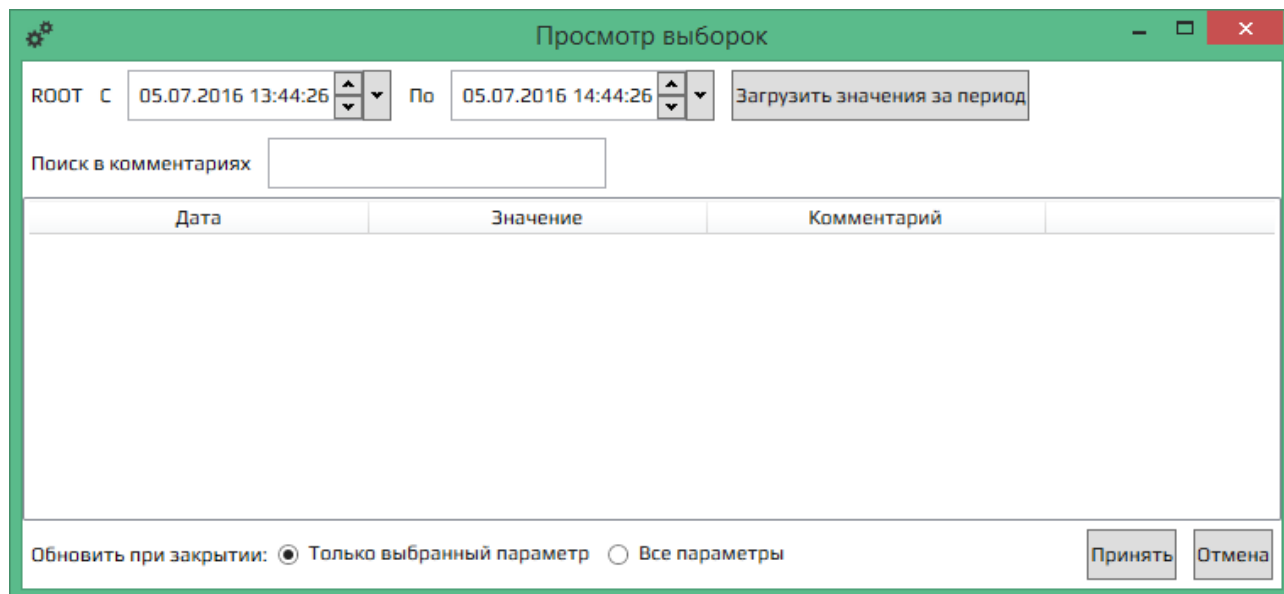 Просмотр выборок
ROOT С 05.07.2016 13:44:26 По 05.07.2016 14:44:26 Загрузить значения за период
Поиск в комментариях
Дата Значение Комментарий
Обновить при закрытии: Только выбранный параметр Все параметры Принять Отмена